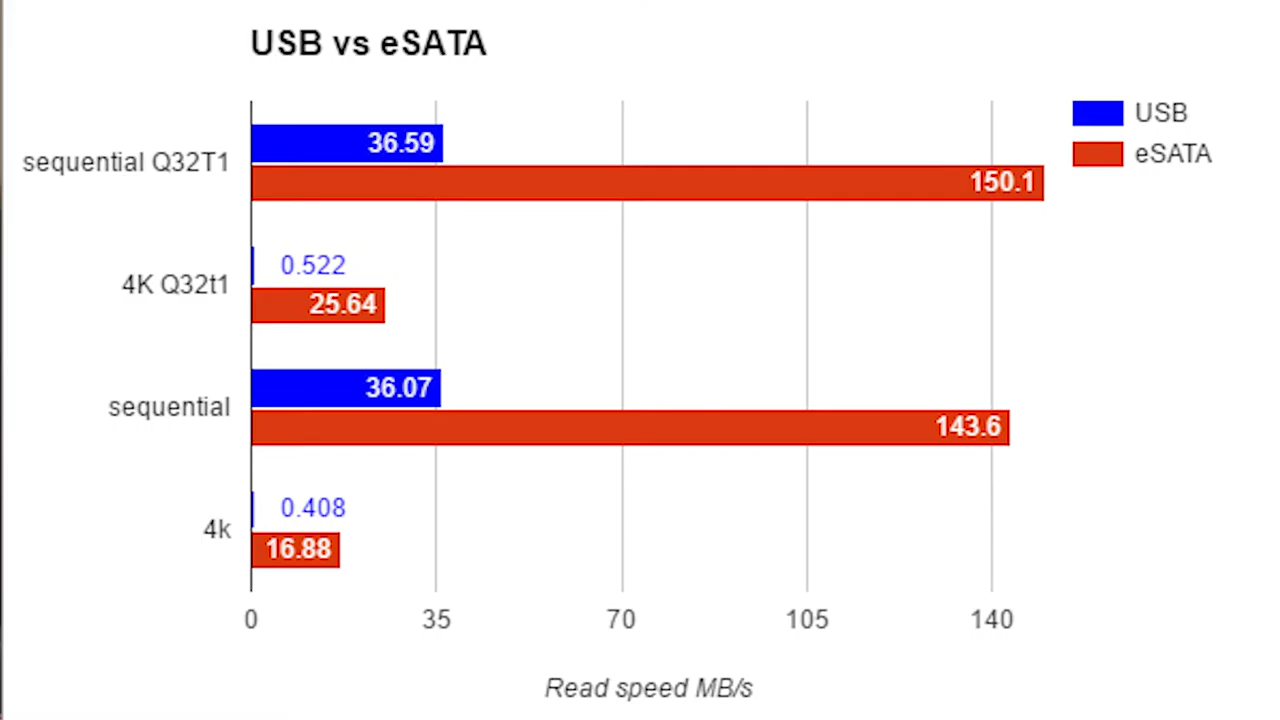 USB vs eSATA
USB
eSATA
sequential Q32T1
36.59
150.1
4K Q32t1
0.522
25.64
sequential
36.07
143.6
4k
0.408
16.88
0 35 70 105 140
Read speed MB/s